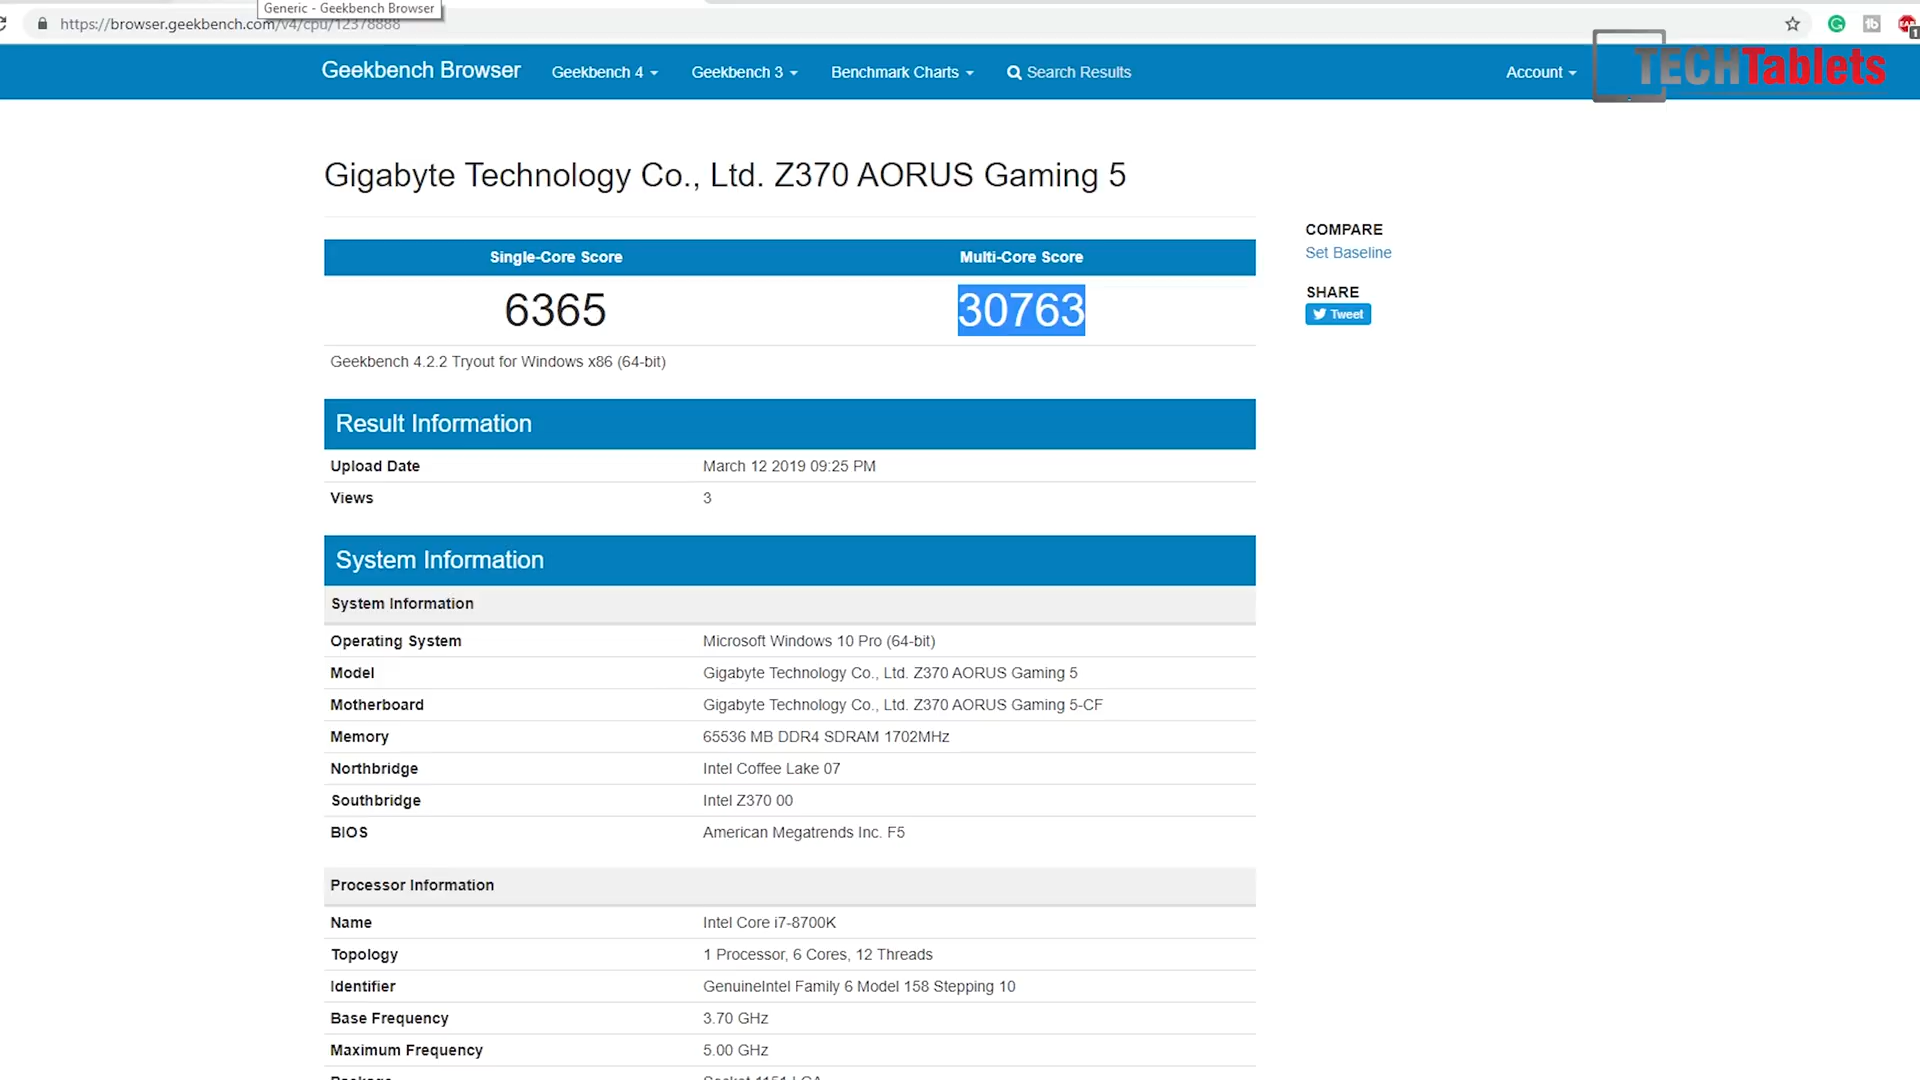 Generic - Geekbench Browser
https://browser.geekbench.com/v4/cpu/12378888
Geekbench Browser
Geekbench 4
Geekbench 3
Benchmark Charts
Search Results
Account
TECHTablets
Gigabyte Technology Co., Ltd. Z370 AORUS Gaming 5
Single-Core Score
Multi-Core Score
6365
30763
Geekbench 4.2.2 Tryout for Windows x86 (64-bit)
COMPARE
Set Baseline
SHARE
Tweet
Result Information
Upload Date March 12 2019 09:25 PM
Views 3
System Information
System Information
Operating System Microsoft Windows 10 Pro (64-bit)
Model Gigabyte Technology Co., Ltd. Z370 AORUS Gaming 5
Motherboard Gigabyte Technology Co., Ltd. Z370 AORUS Gaming 5-CF
Memory 65536 MB DDR4 SDRAM 1702MHz
Northbridge Intel Coffee Lake 07
Southbridge Intel Z370 00
BIOS American Megatrends Inc. F5
Processor Information
Name Intel Core i7-8700K
Topology 1 Processor, 6 Cores, 12 Threads
Identifier GenuineIntel Family 6 Model 158 Stepping 10
Base Frequency 3.70 GHz
Maximum Frequency 5.00 GHz